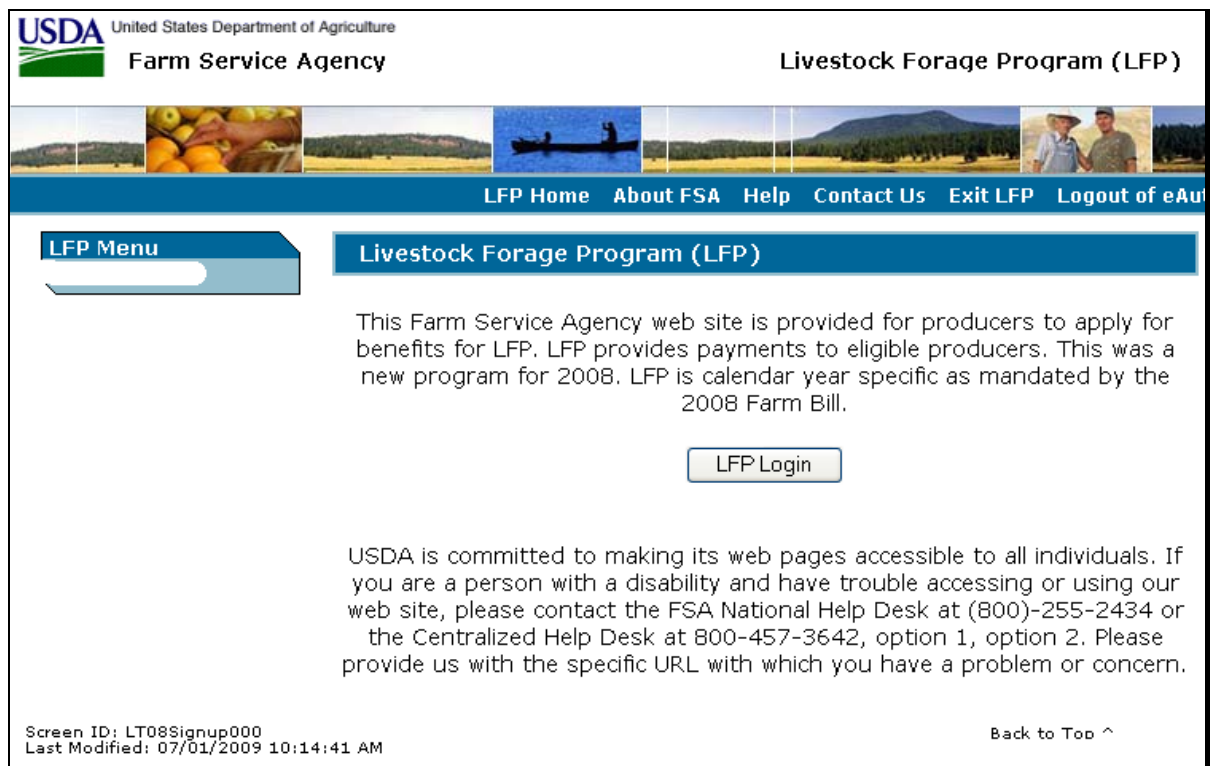 USDA United States Department of Agriculture
Farm Service Agency
Livestock Forage Program (LFP)
LFP Home About FSA Help Contact Us Exit LFP Logout of eAut
LFP Menu
Livestock Forage Program (LFP)
This Farm Service Agency web site is provided for producers to apply for
benefits for LFP. LFP provides payments to eligible producers. This was a
new program for 2008. LFP is calendar year specific as mandated by the
2008 Farm Bill.
LFP Login
USDA is committed to making its web pages accessible to all individuals. If
you are a person with a disability and have trouble accessing or using our
web site, please contact the FSA National Help Desk at (800)-255-2434 or
the Centralized Help Desk at 800-457-3642, option 1, option 2. Please
provide us with the specific URL with which you have a problem or concern.
Screen ID: LT08Signup000
Last Modified: 07/01/2009 10:14:41 AM
Back to Top ^